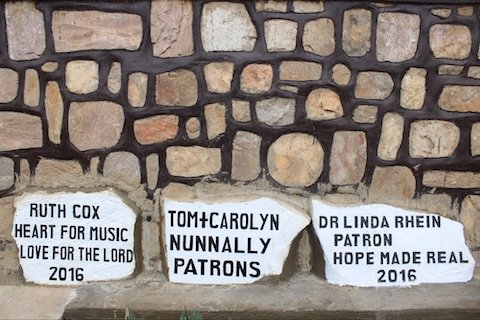 RUTH COX
HEART FOR MUSIC
LOVE FOR THE LORD
2016
TOM+CAROLYN
NUNNALLY
PATRONS
DR LINDA RHEIN
PATRON
HOPE MADE REAL
2016